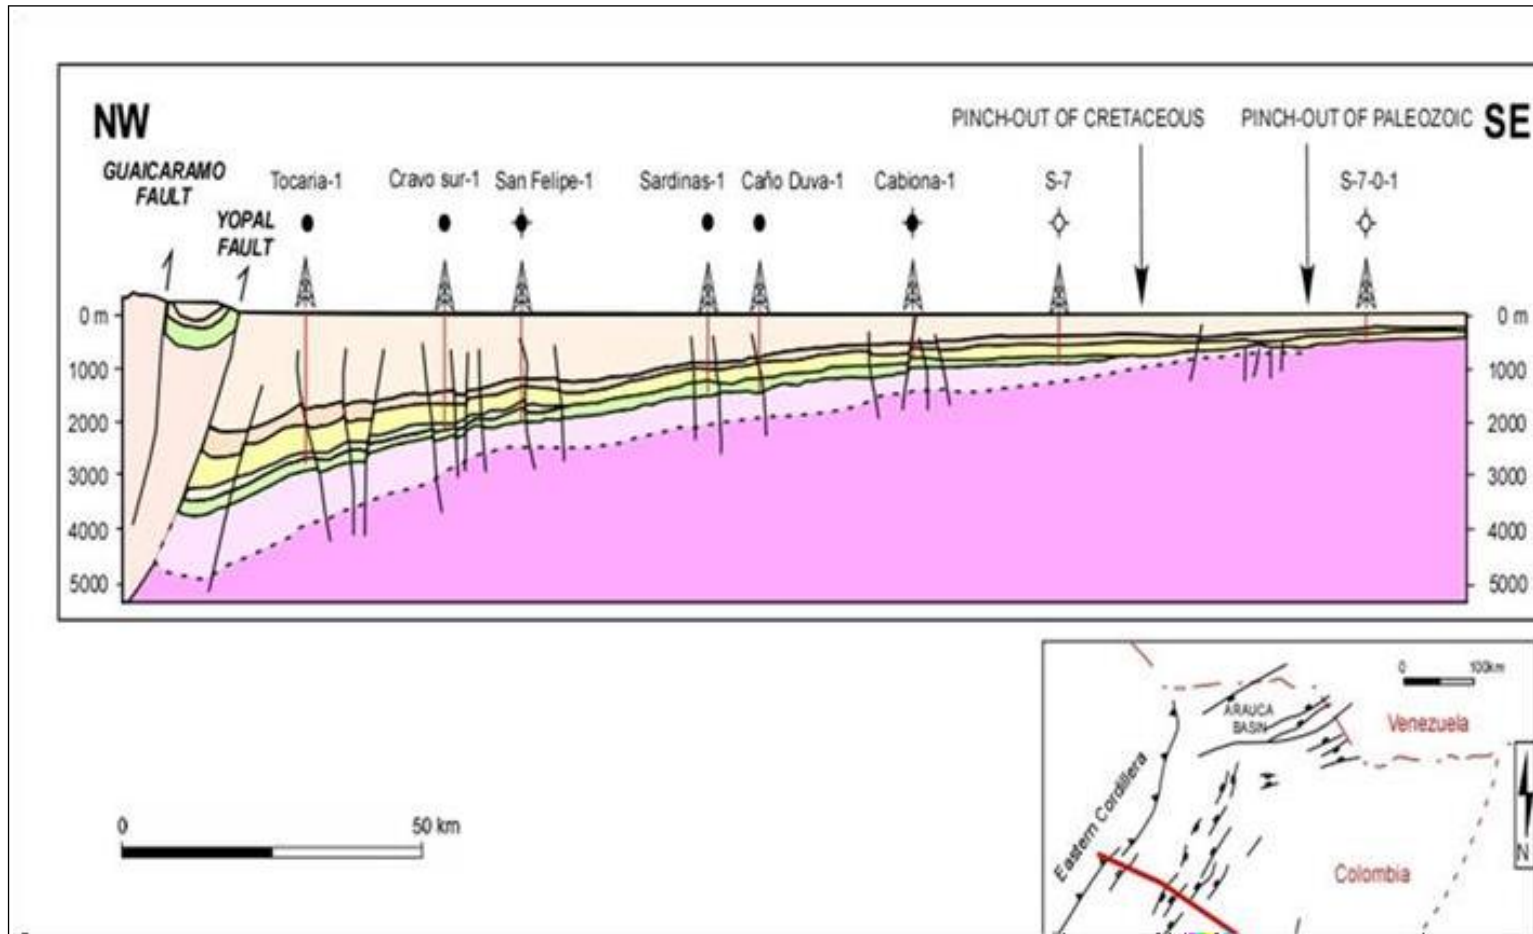 NW
PINCH-OUT OF CRETACEOUS
PINCH-OUT OF PALEOZOIC
SE
GUAICARAMO
FAULT
YOPAL
FAULT
Tocaria-1
Cravo sur-1
San Felipe-1
Sardinas-1
Caño Duva-1
Cabiona-1
S-7
S-7-0-1
0 m
1000
2000
3000
4000
5000
0 m
1000
2000
3000
4000
5000
0
50 km
0
100km
ARAUCA
BASIN
Venezuela
Eastern Cordillera
Colombia
N